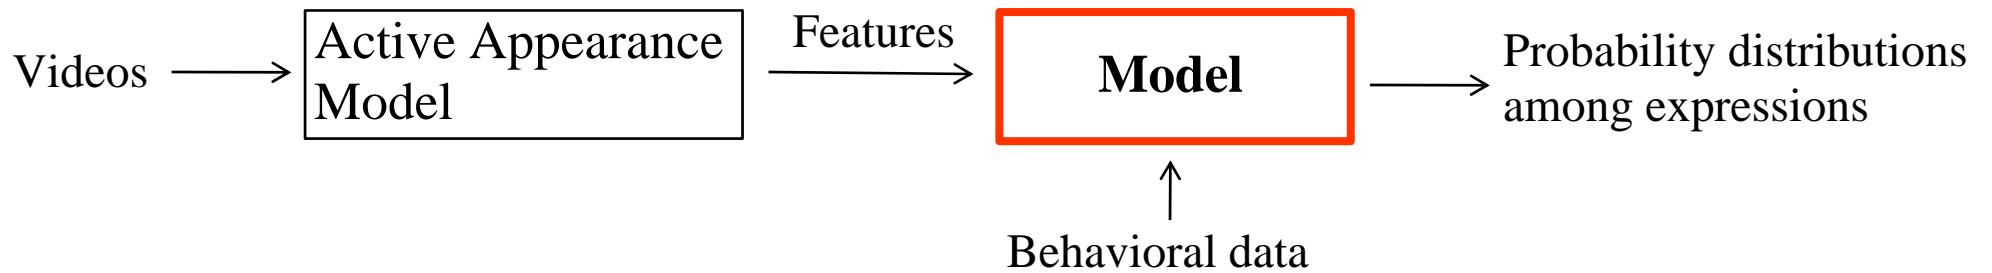 Videos
Active Appearance
Model
Features
Model
Behavioral data
Probability distributions
among expressions